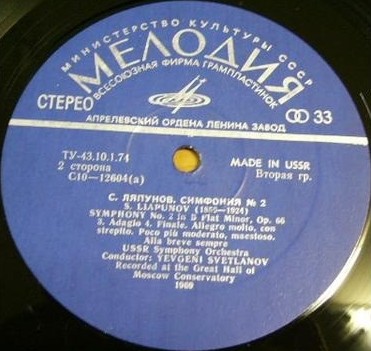 МИНИСТЕРСТВО КУЛЬТУРЫ СССР
МЕЛОДИЯ
ВСЕСОЮЗНАЯ ФИРМА ГРАМПЛАСТИНОК
СТЕРЕО
33
АПРЕЛЕВСКИЙ ОРДЕНА ЛЕНИНА ЗАВОД
ТУ-43.10.1.74
MADE IN USSR
2 сторона
Вторая гр.
С10—12604(а)
С. ЛЯПУНОВ. СИМФОНИЯ № 2
S. LIAPUNOV (1859—1924)
SYMPHONY No. 2 in B Flat Minor, Op. 66
3. Adagio 4. Finale. Allegro molto, con
strepito. Poco più moderato, maestoso.
Alla breve sempre
USSR Symphony Orchestra
Conductor: YEVGENI SVETLANOV
Recorded at the Great Hall of
Moscow Conservatory
1969